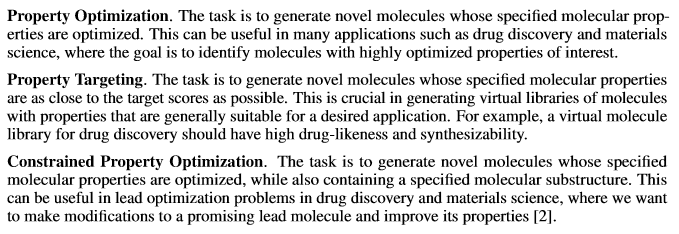 Property Optimization. The task is to generate novel molecules whose specified molecular prop-
erties are optimized. This can be useful in many applications such as drug discovery and materials
science, where the goal is to identify molecules with highly optimized properties of interest.
Property Targeting. The task is to generate novel molecules whose specified molecular properties
are as close to the target scores as possible. This is crucial in generating virtual libraries of molecules
with properties that are generally suitable for a desired application. For example, a virtual molecule
library for drug discovery should have high drug-likeness and synthesizability.
Constrained Property Optimization. The task is to generate novel molecules whose specified
molecular properties are optimized, while also containing a specified molecular substructure. This
can be useful in lead optimization problems in drug discovery and materials science, where we want
to make modifications to a promising lead molecule and improve its properties [2].